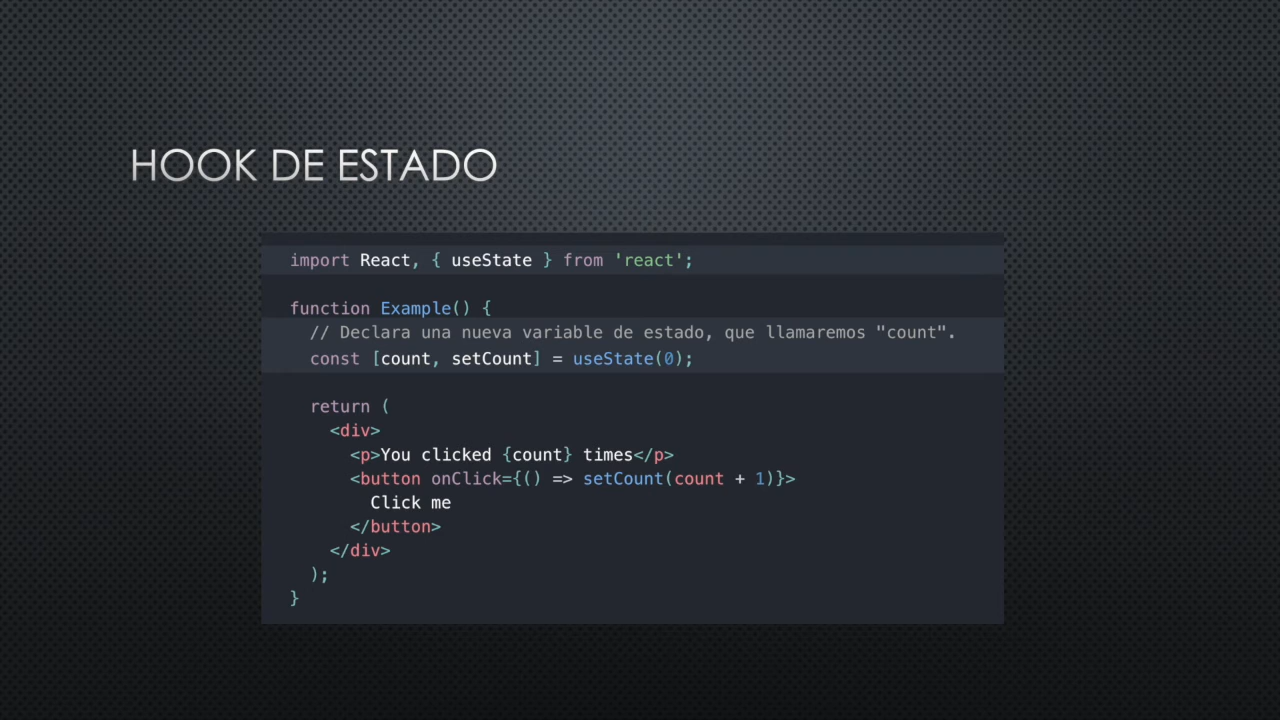 HOOK DE ESTADO
import React, { useState } from 'react';
function Example() {
// Declara una nueva variable de estado, que llamaremos "count".
const [count, setCount] = useState(0);
return (
<div>
<p>You clicked {count} times</p>
<button onClick={() => setCount(count + 1)}>
Click me
</button>
</div>
);
}